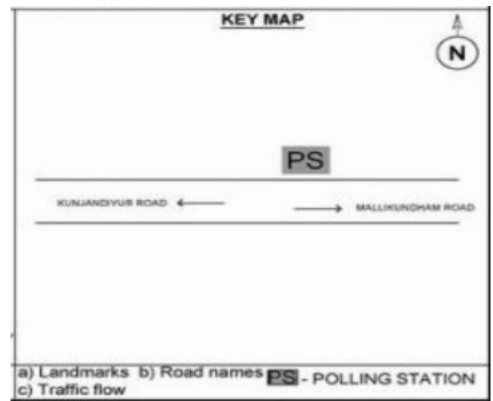 KEY MAP
N
PS
KUNJANDIYUR ROAD
MALLIKUNDHAM ROAD
a) Landmarks b) Road names PS - POLLING STATION
c) Traffic flow